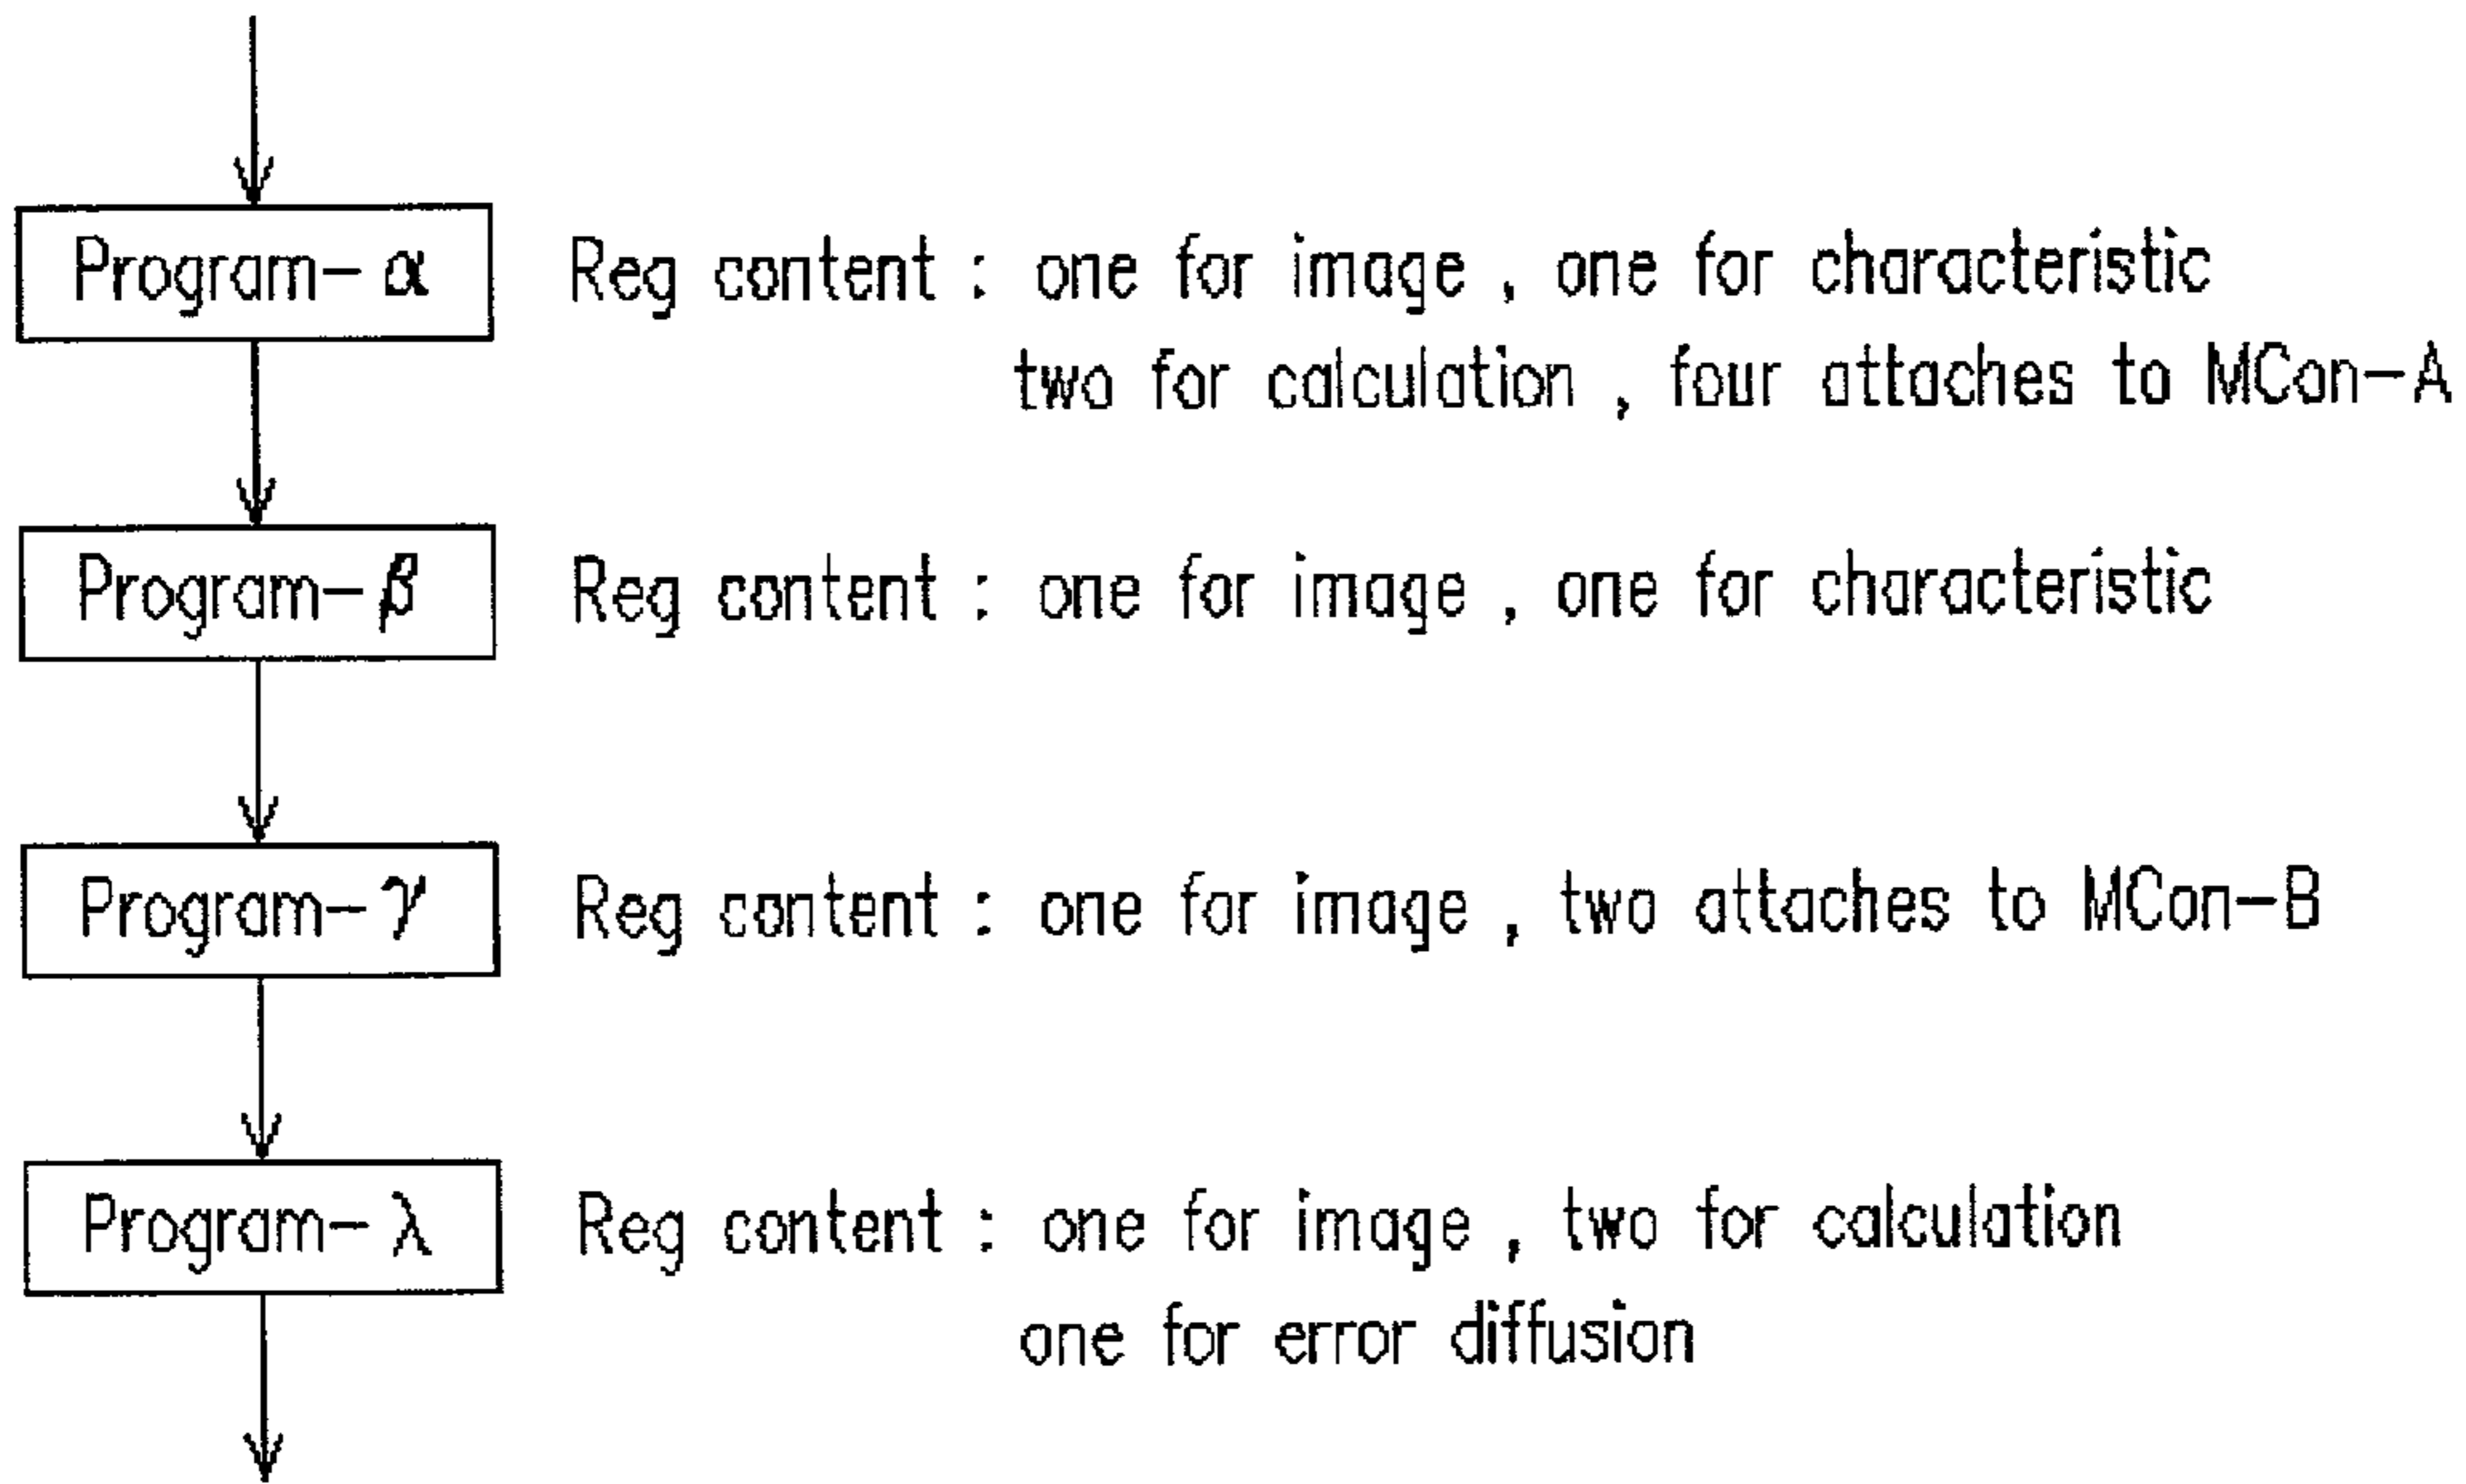 Program-α
Reg content : one for image , one for characteristic
two for calculation , four attaches to MCon-A
Program-β
Reg content : one for image , one for characteristic
Program-γ
Reg content : one for image , two attaches to MCon-B
Program-λ
Reg content : one for image , two for calculation
one for error diffusion